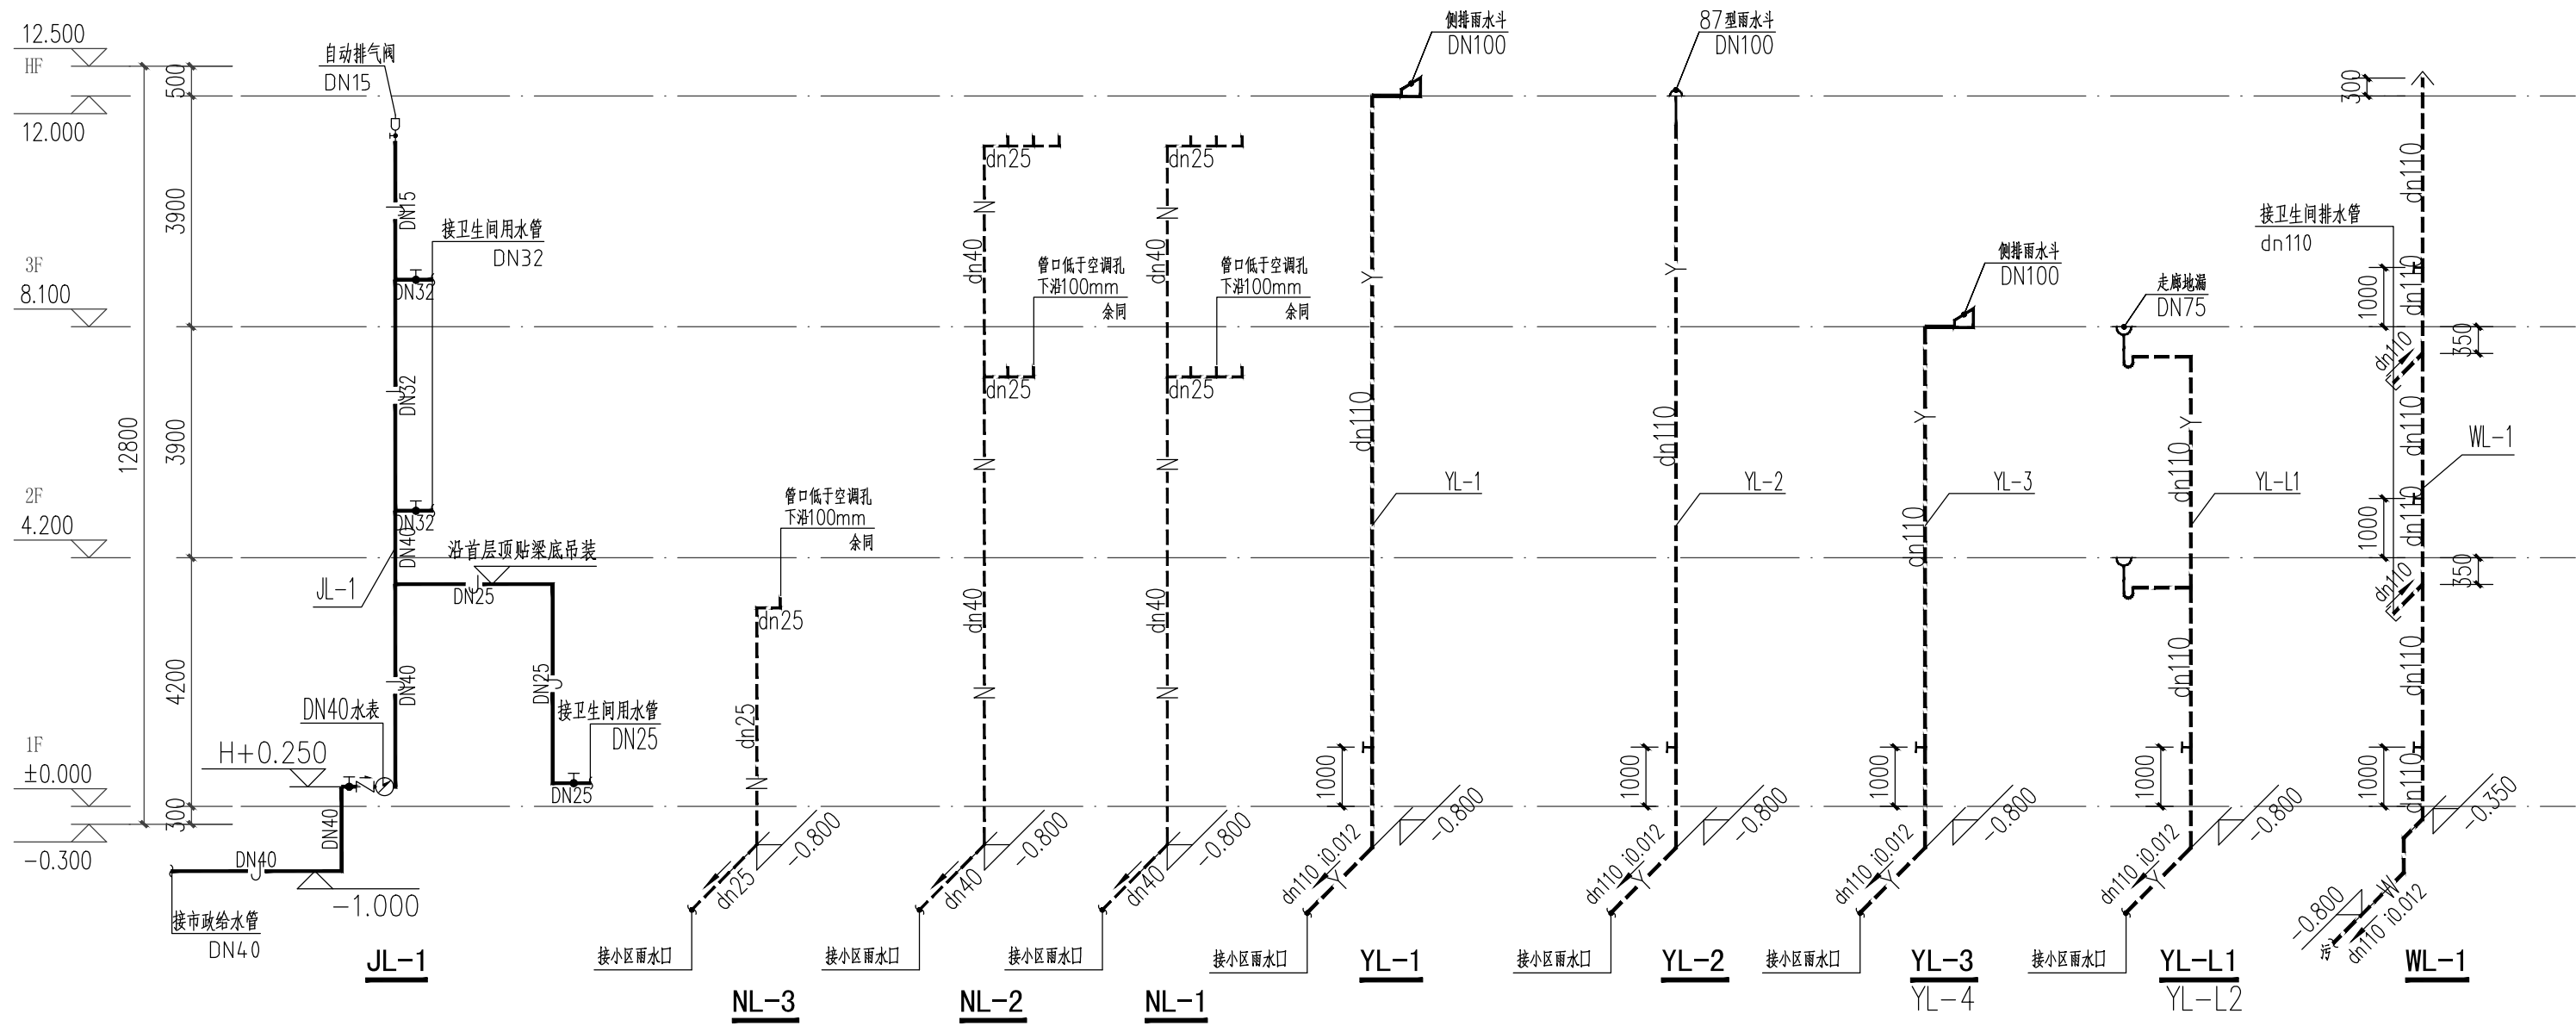 12.500
HF
12.000
3F
8.100
2F
4.200
1F
±0.000
-0.300
12800
500
3900
3900
4200
300
自动排气阀
DN15
DN15
接卫生间用水管
DN32
DN32
DN32
DN32
DN40
JL-1
沿首层顶贴梁底吊装
DN25
J
DN40
J
DN25
J
接卫生间用水管
DN25
DN25
DN40水表
H+0.250
DN40
DN40
J
-1.000
接市政给水管
DN40
JL-1
管口低于空调孔
下沿100mm
余同
dn25
dn25
N
-0.800
dn25
接小区雨水口
NL-3
dn25
N
dn40
管口低于空调孔
下沿100mm
余同
dn25
N
dn40
N
-0.800
dn40
接小区雨水口
NL-2
dn25
N
dn40
管口低于空调孔
下沿100mm
余同
dn25
N
dn40
N
-0.800
dn40
接小区雨水口
NL-1
侧排雨水斗
DN100
Y
dn110
YL-1
1000
-0.800
dn110 i0.012
Y
接小区雨水口
YL-1
87型雨水斗
DN100
Y
dn110
YL-2
1000
-0.800
dn110 i0.012
Y
接小区雨水口
YL-2
侧排雨水斗
DN100
Y
YL-3
dn110
1000
-0.800
dn110 i0.012
Y
接小区雨水口
YL-3
YL-4
走廊地漏
DN75
Y
dn110
YL-L1
dn110
1000
-0.800
dn110 i0.012
Y
接小区雨水口
YL-L1
YL-L2
300
dn110
接卫生间排水管
dn110
dn110
1000
350
dn110
dn110
WL-1
dn110
1000
350
dn110
dn110
1000
dn110
-0.350
W
-0.800
dn110 i0.012
污
WL-1